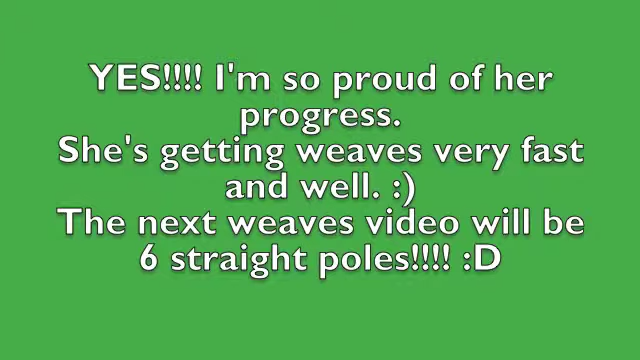 YES!!!! I'm so proud of her
progress.
She's getting weaves very fast
and well. :)
The next weaves video will be
6 straight poles!!!! :D